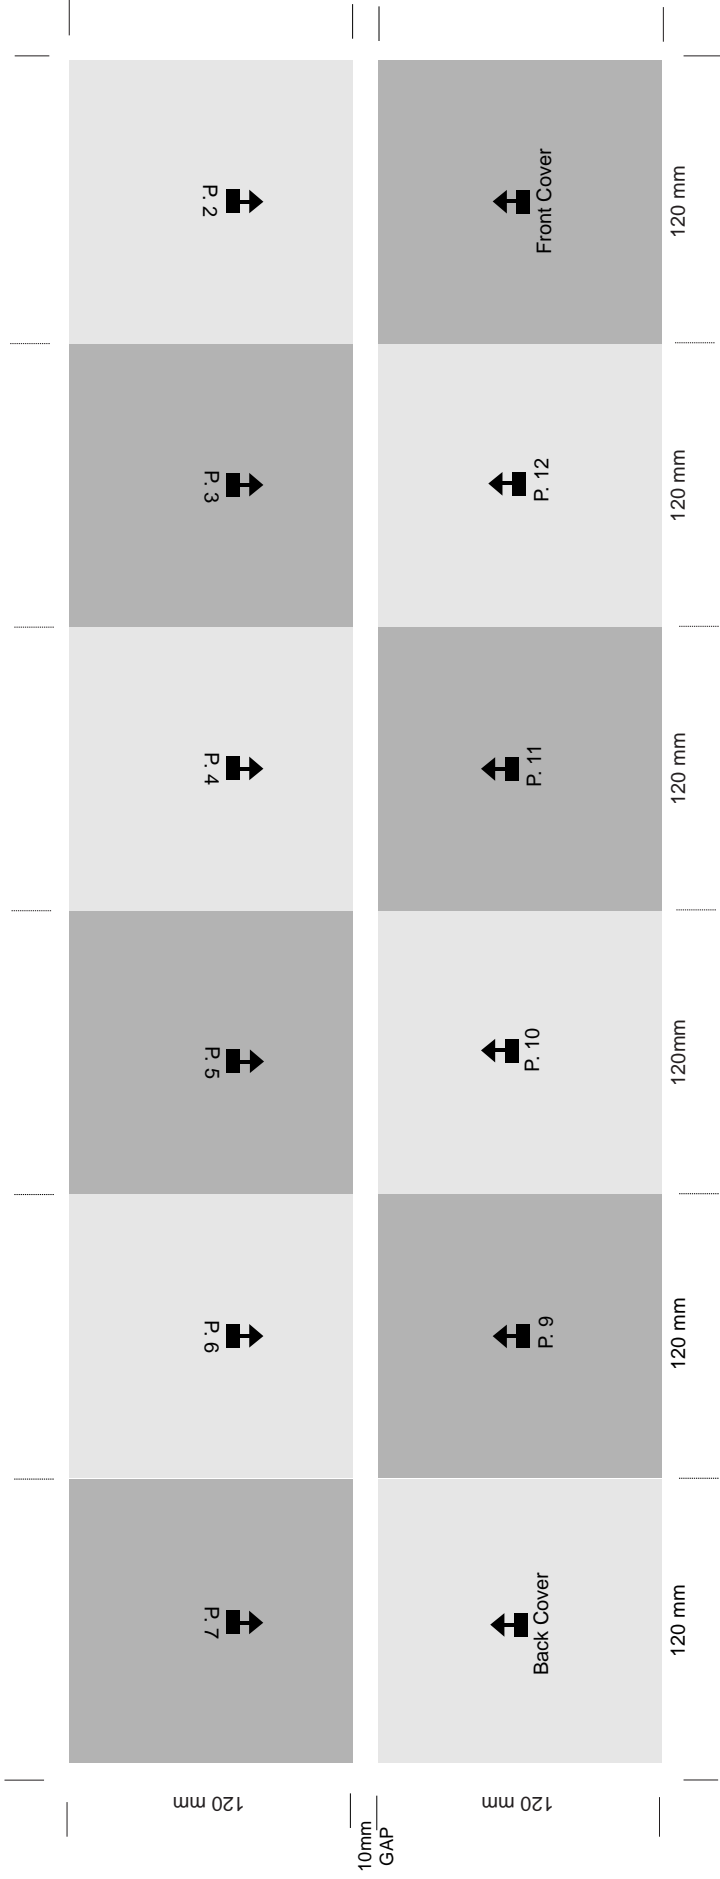 P. 2
Front Cover
120 mm
P. 3
P. 12
120 mm
P. 4
P. 11
120 mm
P. 5
P. 10
120mm
P. 6
P. 9
120 mm
P. 7
Back Cover
120 mm
120 mm
10mm
GAP
120 mm